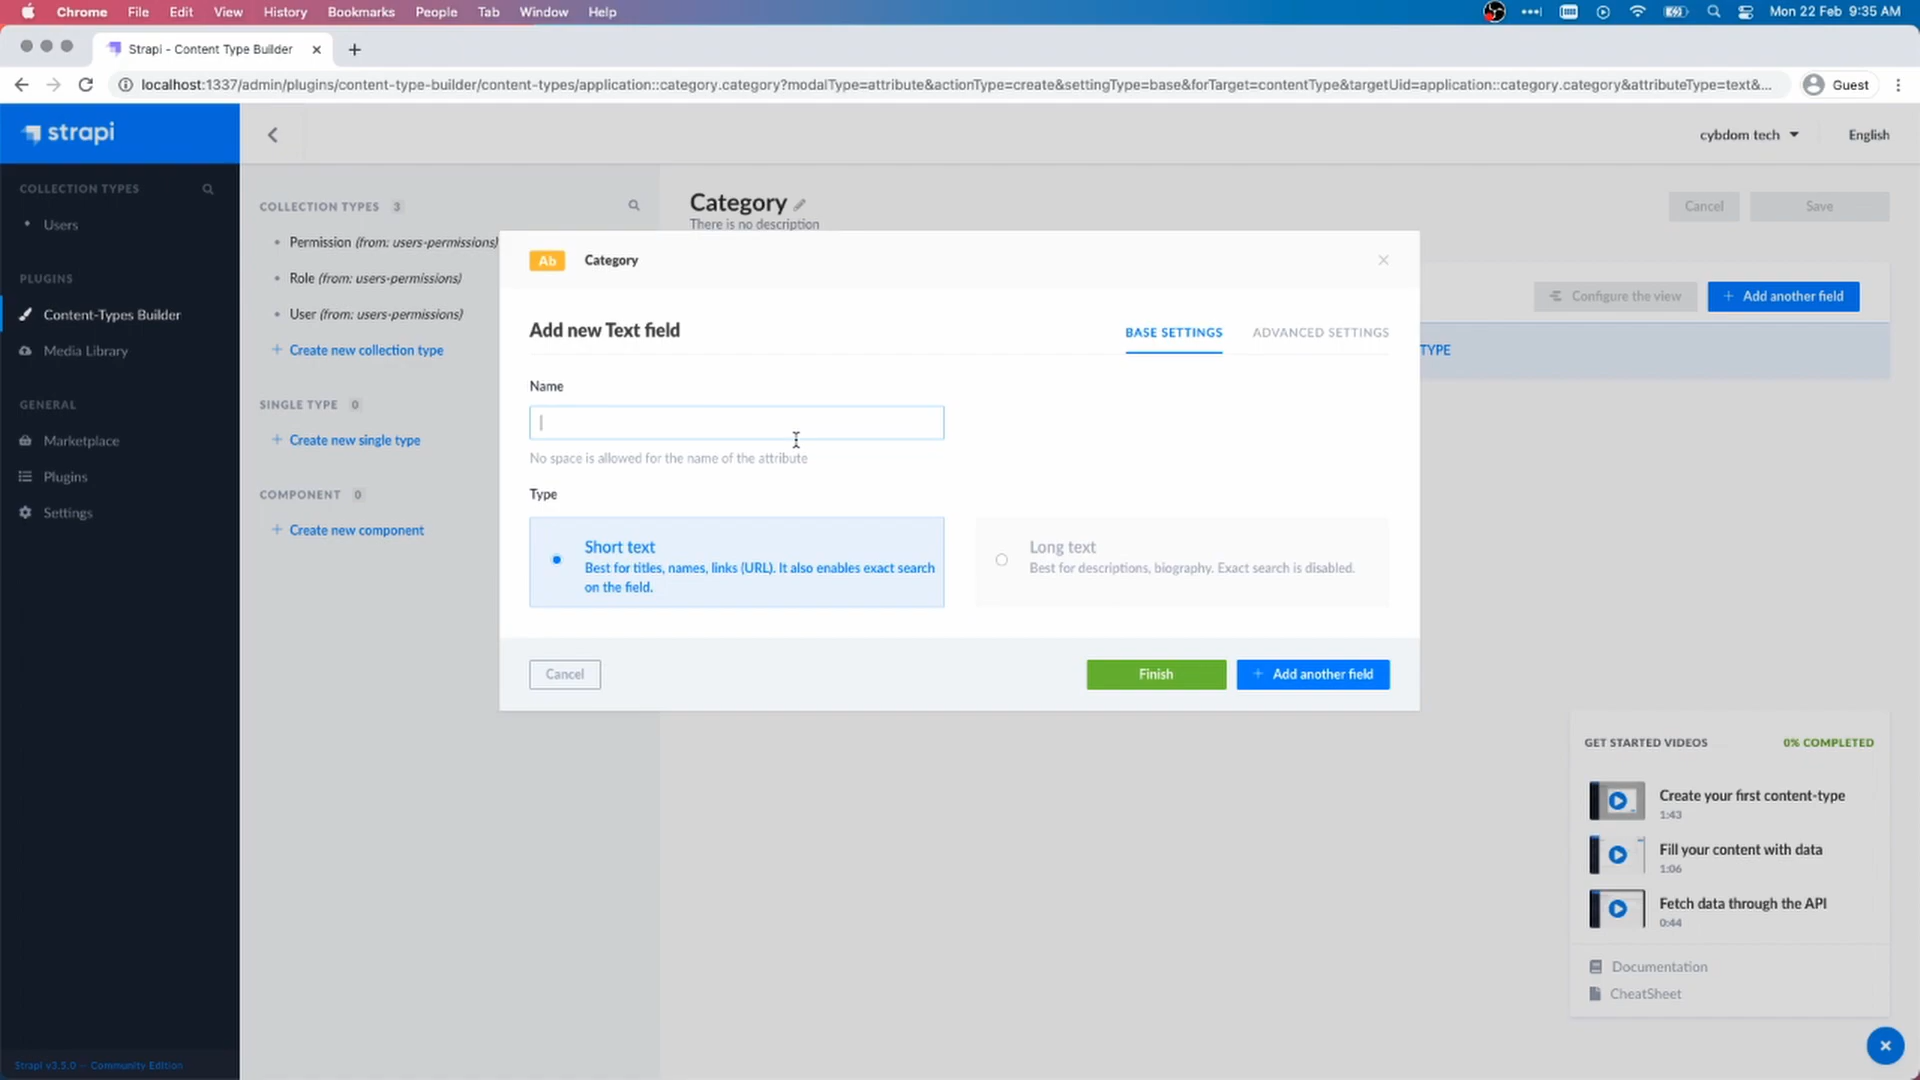 Chrome File Edit View History Bookmarks People Tab Window Help
Mon 22 Feb 9:35 AM
Strapi - Content Type Builder
localhost:1337/admin/plugins/content-type-builder/content-types/application::category.category?modalType=attribute&actionType=create&settingType=base&forTarget=contentType&targetUid=application::category.category&attributeType=text&...
Guest
strapi
cybdom tech
English
COLLECTION TYPES
Users
PLUGINS
Content-Types Builder
Media Library
GENERAL
Marketplace
Plugins
Settings
Strapi v3.5.0 — Community Edition
COLLECTION TYPES 3
Permission (from: users-permissions)
Role (from: users-permissions)
User (from: users-permissions)
+ Create new collection type
SINGLE TYPE 0
+ Create new single type
COMPONENT 0
+ Create new component
Category
There is no description
Cancel
Save
Configure the view
+ Add another field
TYPE
Ab Category
Add new Text field
BASE SETTINGS
ADVANCED SETTINGS
Name
No space is allowed for the name of the attribute
Type
Short text
Best for titles, names, links (URL). It also enables exact search
on the field.
Long text
Best for descriptions, biography. Exact search is disabled.
Cancel
Finish
+ Add another field
GET STARTED VIDEOS
0% COMPLETED
Create your first content-type
1:43
Fill your content with data
1:06
Fetch data through the API
0:44
Documentation
CheatSheet